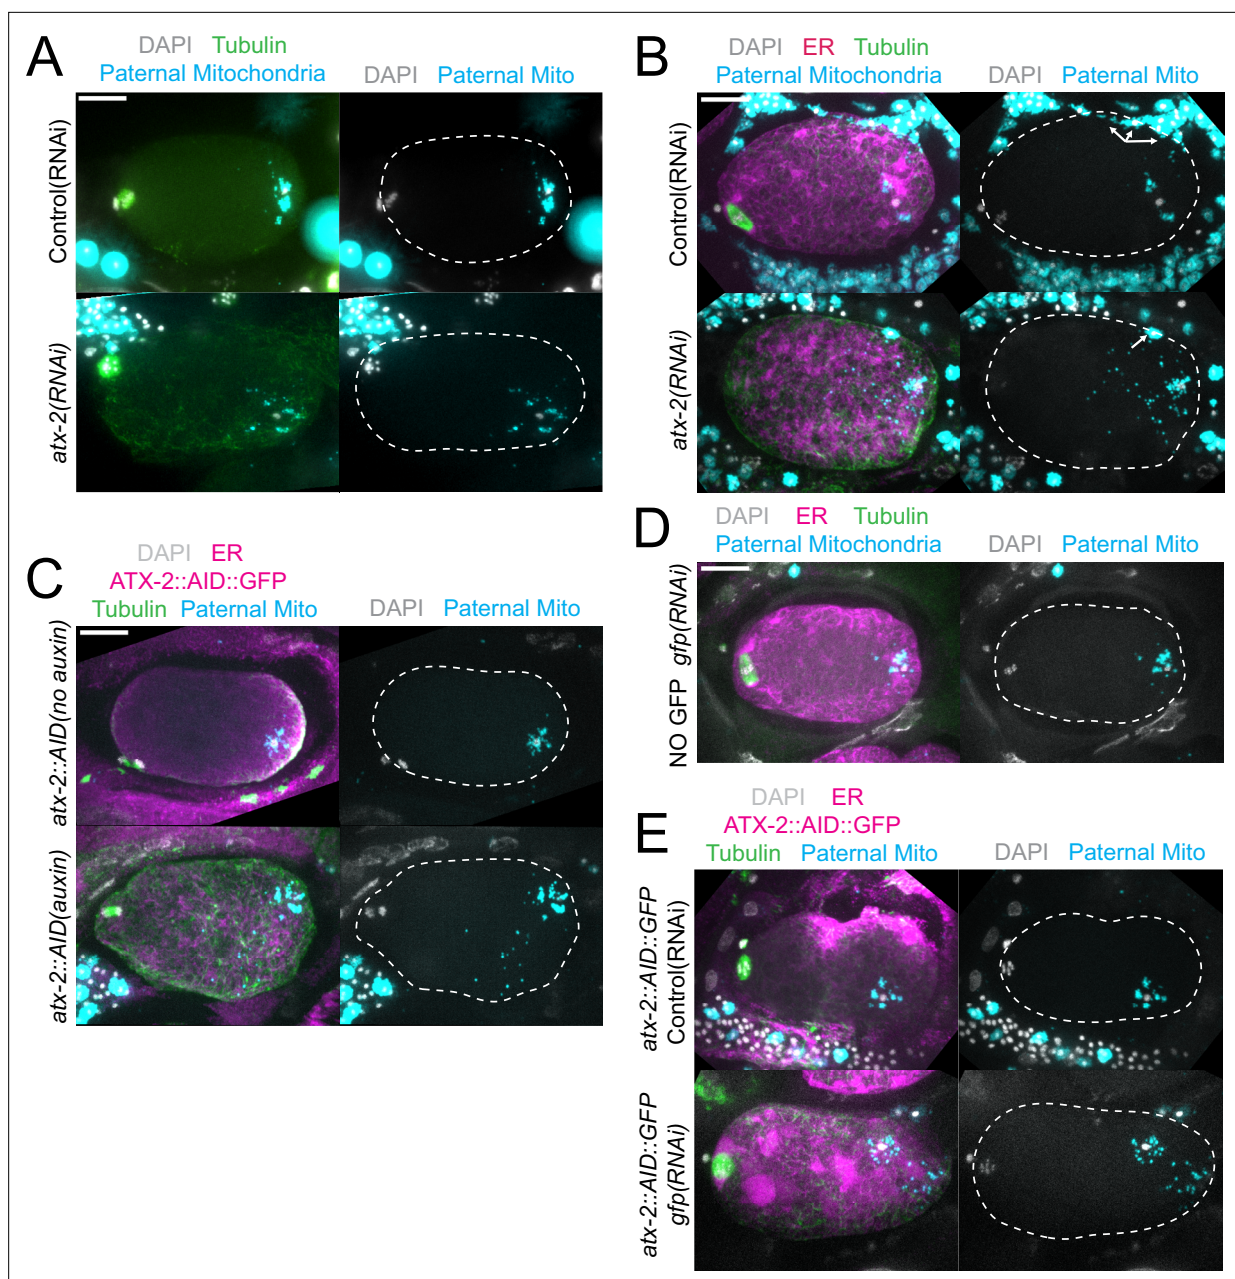 A
DAPI Tubulin
Paternal Mitochondria
DAPI Paternal Mito
Control(RNAi)
atx-2(RNAi)
B
DAPI ER Tubulin
Paternal Mitochondria
DAPI Paternal Mito
Control(RNAi)
atx-2(RNAi)
C
DAPI ER
ATX-2::AID::GFP
Tubulin Paternal Mito
DAPI Paternal Mito
atx-2::AID(no auxin)
atx-2::AID(auxin)
D
DAPI ER Tubulin
Paternal Mitochondria
DAPI Paternal Mito
NO GFP gfp(RNAi)
E
DAPI ER
ATX-2::AID::GFP
Tubulin Paternal Mito
DAPI Paternal Mito
atx-2::AID::GFP
Control(RNAi)
atx-2::AID::GFP
gfp(RNAi)